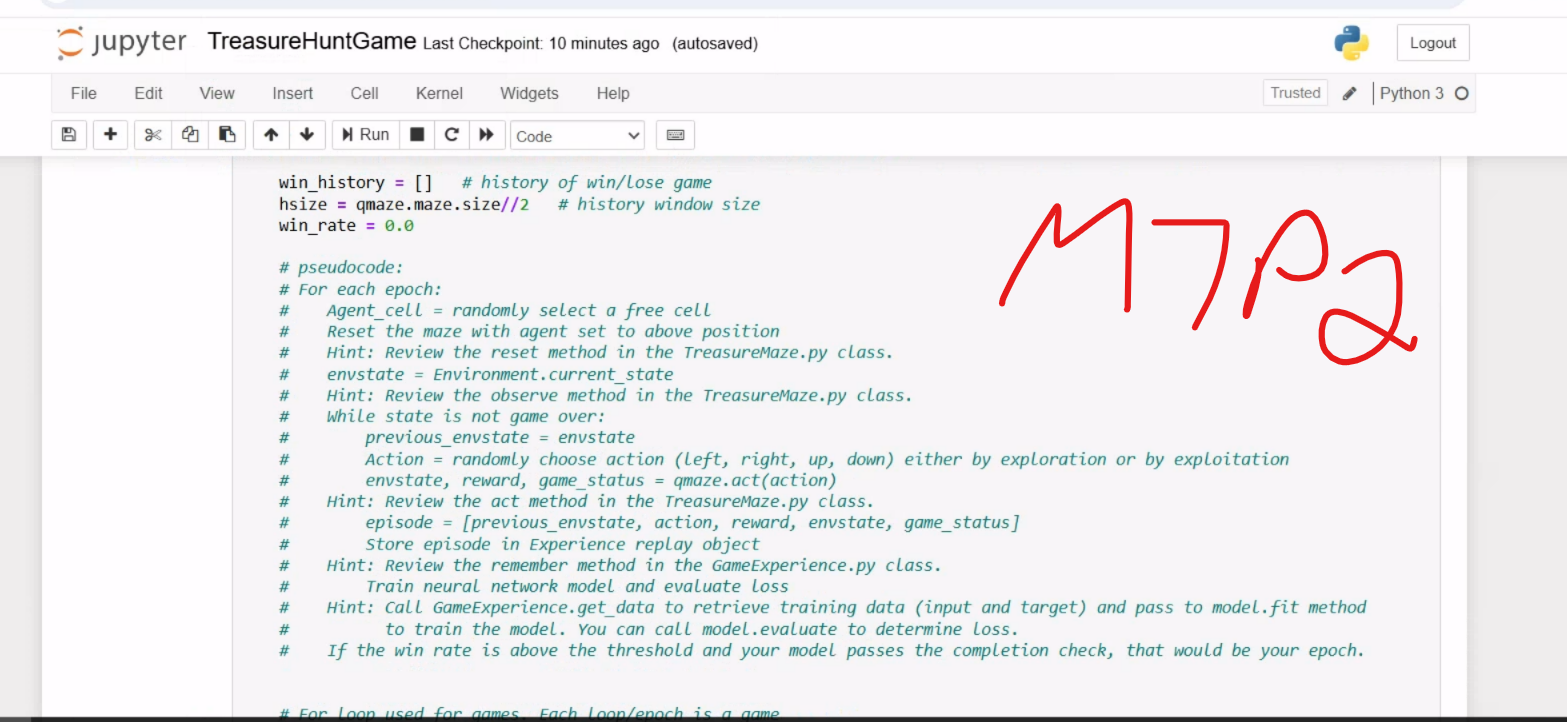 jupyter TreasureHuntGame Last Checkpoint: 10 minutes ago (autosaved) Logout
File Edit View Insert Cell Kernel Widgets Help Trusted Python 3
Run Code
win_history = [] # history of win/lose game
hsize = qmaze.maze.size//2 # history window size
win_rate = 0.0
M7P2
# pseudocode:
# For each epoch:
# Agent_cell = randomly select a free cell
# Reset the maze with agent set to above position
# Hint: Review the reset method in the TreasureMaze.py class.
# envstate = Environment.current_state
# Hint: Review the observe method in the TreasureMaze.py class.
# While state is not game over:
# previous_envstate = envstate
# Action = randomly choose action (left, right, up, down) either by exploration or by exploitation
# envstate, reward, game_status = qmaze.act(action)
# Hint: Review the act method in the TreasureMaze.py class.
# episode = [previous_envstate, action, reward, envstate, game_status]
# Store episode in Experience replay object
# Hint: Review the remember method in the GameExperience.py class.
# Train neural network model and evaluate loss
# Hint: Call GameExperience.get_data to retrieve training data (input and target) and pass to model.fit method
# to train the model. You can call model.evaluate to determine loss.
# If the win rate is above the threshold and your model passes the completion check, that would be your epoch.
# For loop used for games. Each loop/epoch is a game